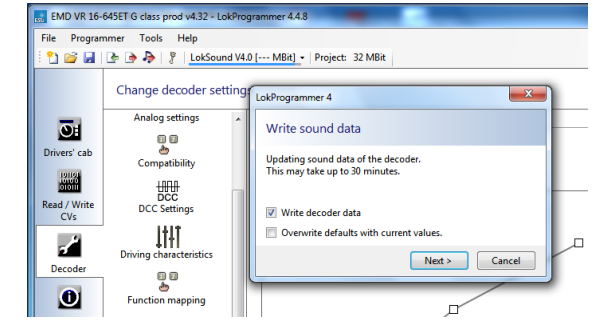 EMD VR 16-645ET G class prod v4.32 - LokProgrammer 4.4.8
File Programmer Tools Help
LokSound V4.0 [--- MBit] Project: 32 MBit
Change decoder settings
Analog settings
Compatibility
DCC
DCC Settings
Driving characteristics
Function mapping
Drivers' cab
Read / Write
CVs
Decoder
LokProgrammer 4
Write sound data
Updating sound data of the decoder.
This may take up to 30 minutes.
Write decoder data
Overwrite defaults with current values.
Next > Cancel